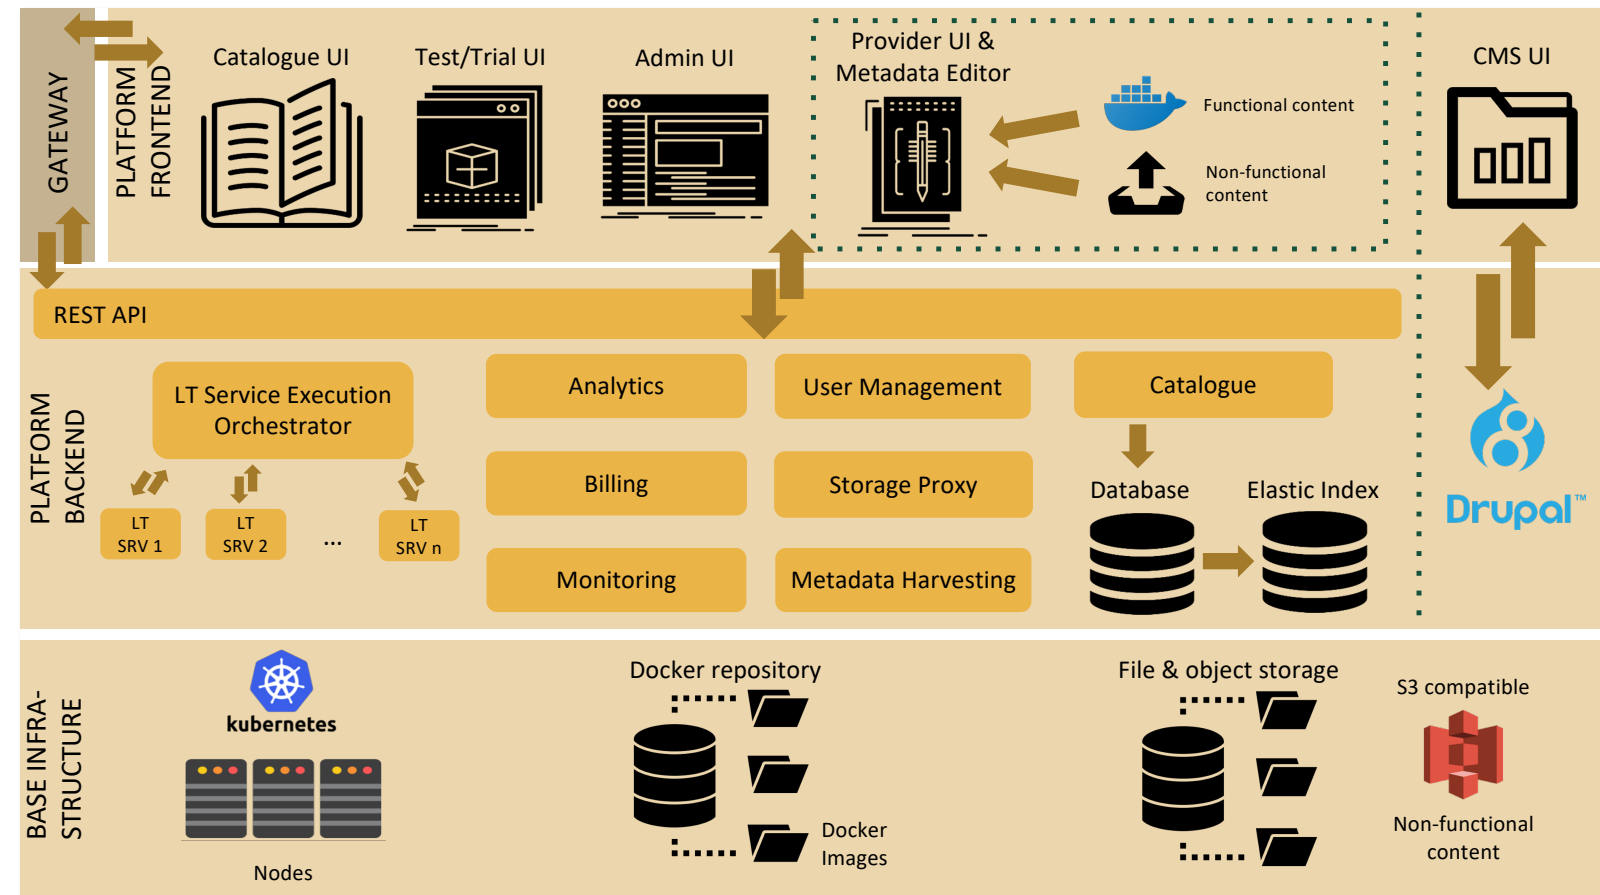 GATEWAY
PLATFORM
FRONTEND
Catalogue UI
Test/Trial UI
Admin UI
Provider UI &
Metadata Editor
Functional content
Non-functional
content
CMS UI
REST API
PLATFORM
BACKEND
LT Service Execution
Orchestrator
LT
SRV 1
LT
SRV 2
...
LT
SRV n
Analytics
User Management
Catalogue
Billing
Storage Proxy
Database
Elastic Index
Monitoring
Metadada Harvesting
Drupal™
BASE INFRA-
STRUCTURE
kubernetes
Nodes
Docker repository
Docker
Images
File & object storage
S3 compatible
Non-functional
content